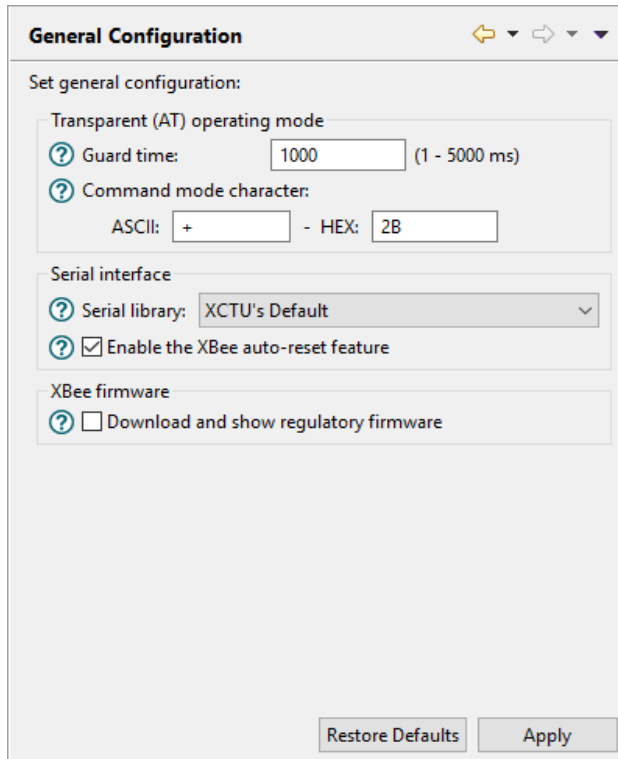 General Configuration
Set general configuration:
Transparent (AT) operating mode
? Guard time: 1000 (1 - 5000 ms)
? Command mode character:
ASCII: + - HEX: 2B
Serial interface
? Serial library: XCTU's Default
? Enable the XBee auto-reset feature
XBee firmware
? Download and show regulatory firmware
Restore Defaults Apply